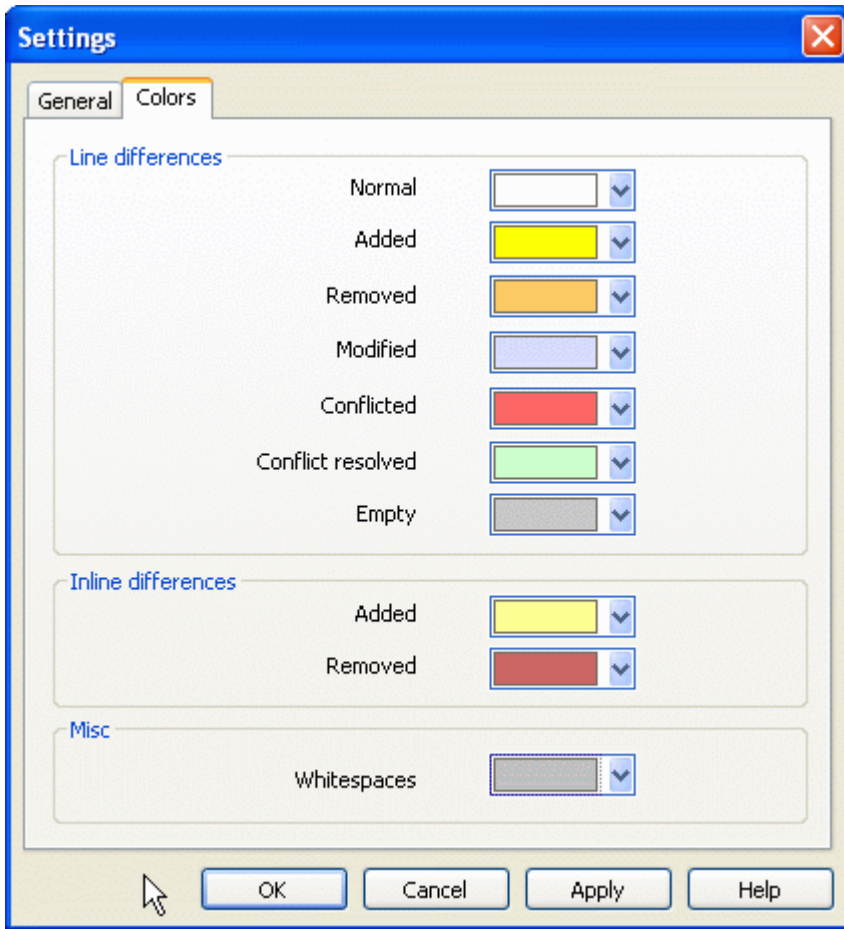 Settings
General Colors
Line differences
Normal
Added
Removed
Modified
Conflicted
Conflict resolved
Empty
Inline differences
Added
Removed
Misc
Whitespaces
OK Cancel Apply Help